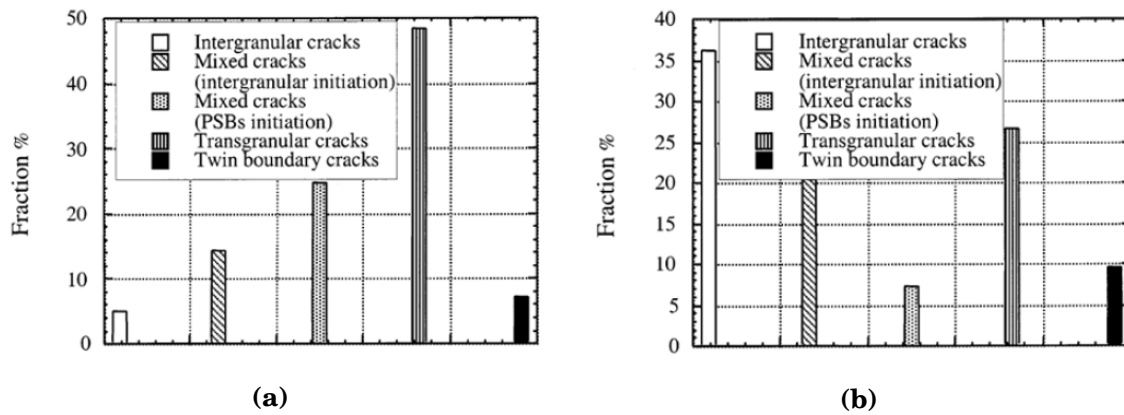 50
40
30
20
10
0
Fraction %
Intergranular cracks
Mixed cracks
(intergranular initiation)
Mixed cracks
(PSBs initiation)
Transgranular cracks
Twin boundary cracks
(a)
40
35
30
25
20
15
10
5
0
Fraction %
Intergranular cracks
Mixed cracks
(intergranular initiation)
Mixed cracks
(PSBs initiation)
Transgranular cracks
Twin boundary cracks
(b)